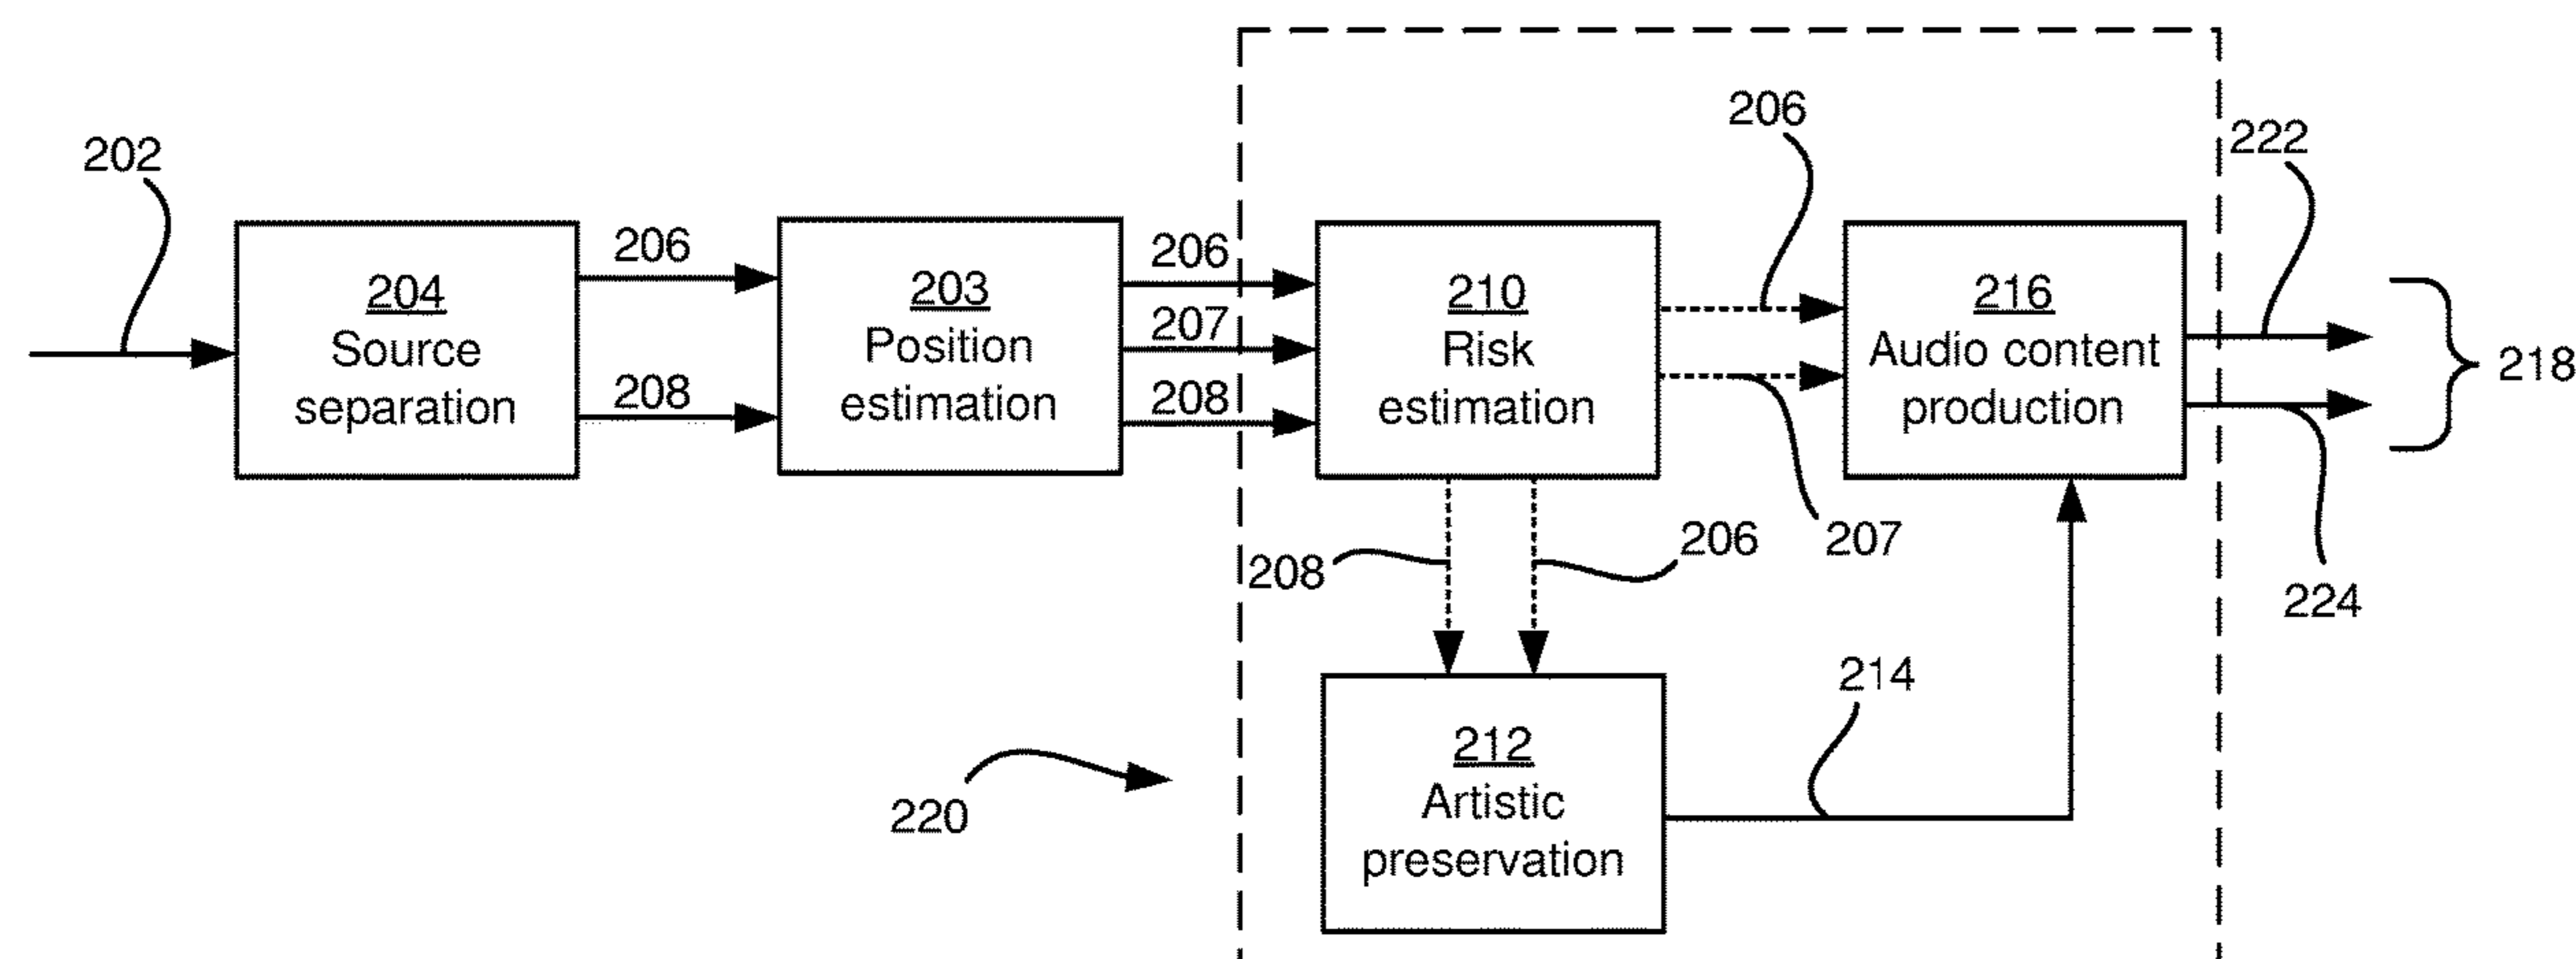 206
222
202
206
206
204
Source
separation
203
Position
estimation
207
210
Risk
estimation
216
Audio content
production
218
208
208
207
206
208
224
214
212
Artistic
preservation
220